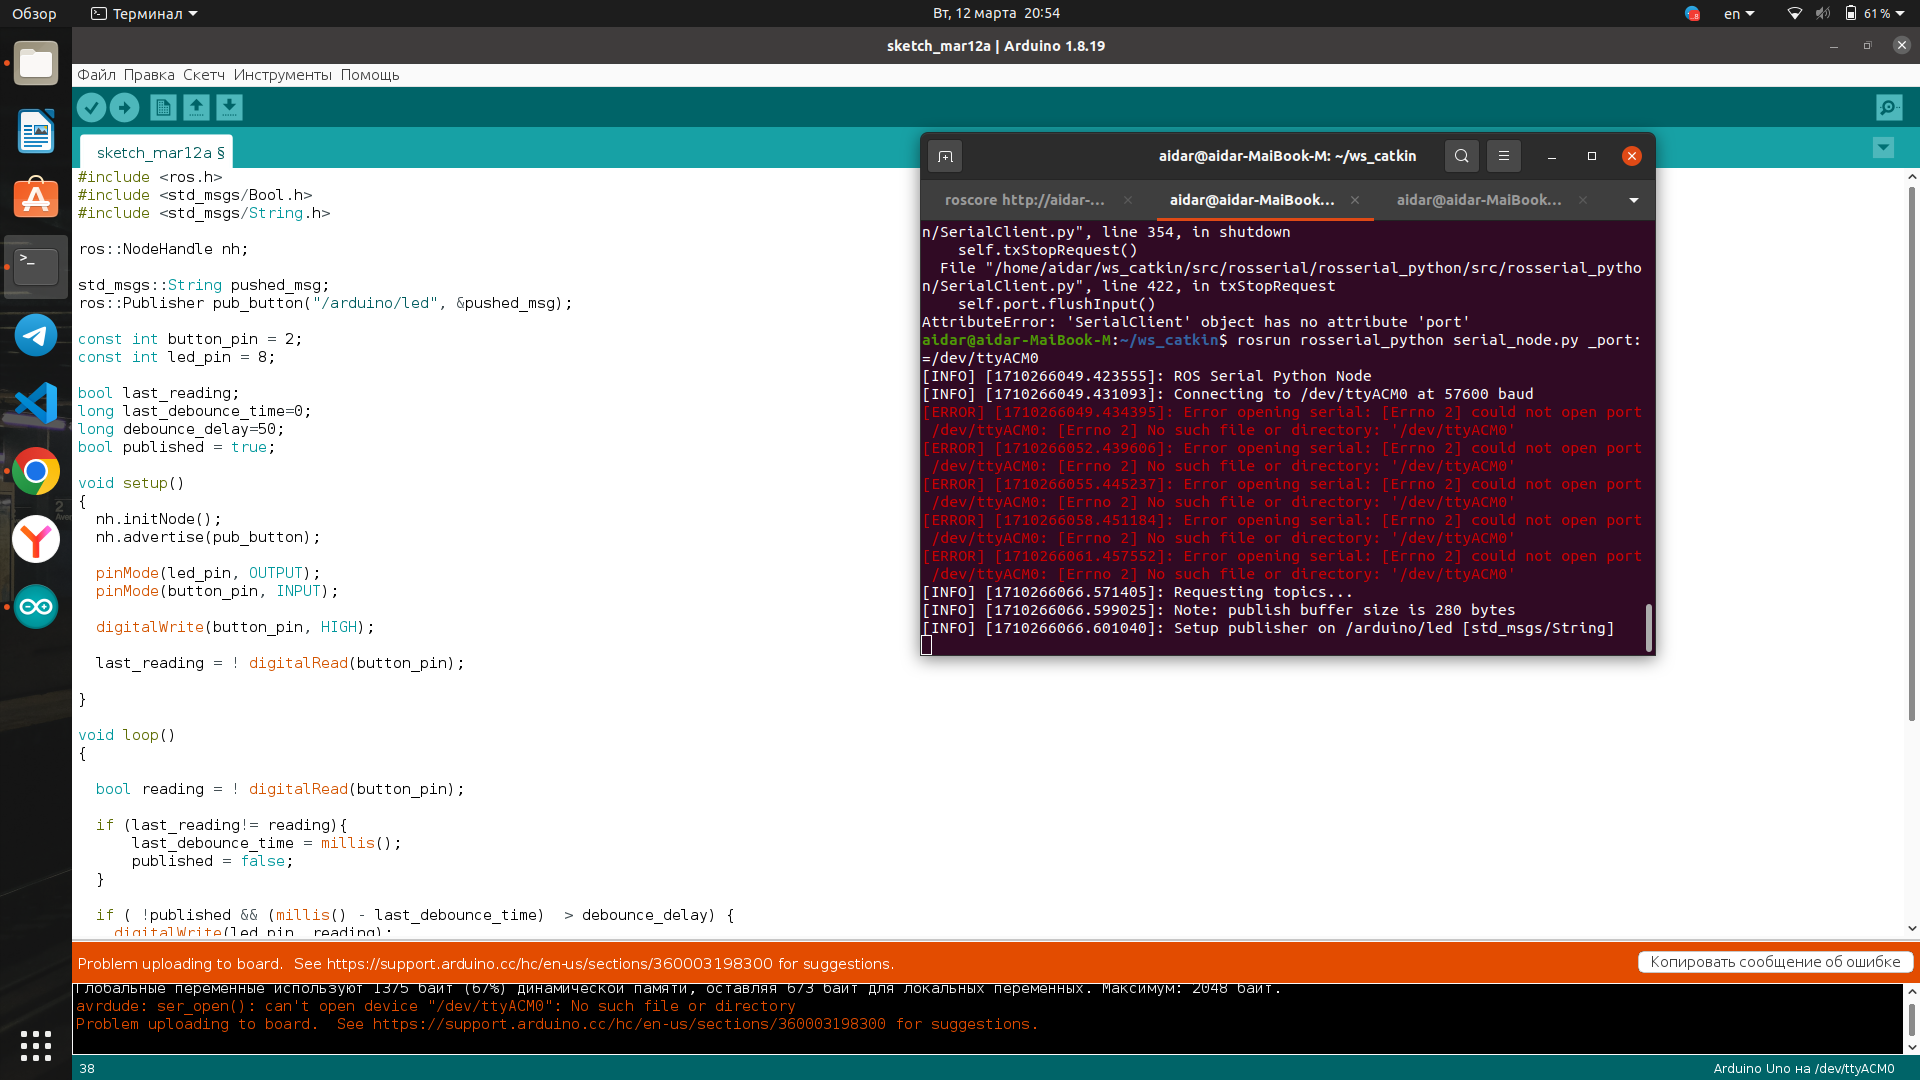 Обзор
Терминал
Вт, 12 марта 20:54
en
61 %
sketch_mar12a | Arduino 1.8.19
Файл Правка Скетч Инструменты Помощь
sketch_mar12a §
#include <ros.h>
#include <std_msgs/Bool.h>
#include <std_msgs/String.h>
ros::NodeHandle nh;
std_msgs::String pushed_msg;
ros::Publisher pub_button("/arduino/led", &pushed_msg);
const int button_pin = 2;
const int led_pin = 8;
bool last_reading;
long last_debounce_time=0;
long debounce_delay=50;
bool published = true;
void setup()
{
nh.initNode();
nh.advertise(pub_button);
pinMode(led_pin, OUTPUT);
pinMode(button_pin, INPUT);
digitalWrite(button_pin, HIGH);
last_reading = ! digitalRead(button_pin);
}
void loop()
{
bool reading = ! digitalRead(button_pin);
if (last_reading!= reading){
last_debounce_time = millis();
published = false;
}
if ( !published && (millis() - last_debounce_time)  > debounce_delay) {
digitalWrite(led_pin, reading);
aidar@aidar-MaiBook-M: ~/ws_catkin
roscore http://aidar-...
aidar@aidar-MaiBook...
aidar@aidar-MaiBook...
n/SerialClient.py", line 354, in shutdown
self.txStopRequest()
File "/home/aidar/ws_catkin/src/rosserial/rosserial_python/src/rosserial_pytho
n/SerialClient.py", line 422, in txStopRequest
self.port.flushInput()
AttributeError: 'SerialClient' object has no attribute 'port'
aidar@aidar-MaiBook-M:~/ws_catkin$ rosrun rosserial_python serial_node.py _port:
=/dev/ttyACM0
[INFO] [1710266049.423555]: ROS Serial Python Node
[INFO] [1710266049.431093]: Connecting to /dev/ttyACM0 at 57600 baud
[ERROR] [1710266049.434395]: Error opening serial: [Errno 2] could not open port
/dev/ttyACM0: [Errno 2] No such file or directory: '/dev/ttyACM0'
[ERROR] [1710266052.439606]: Error opening serial: [Errno 2] could not open port
/dev/ttyACM0: [Errno 2] No such file or directory: '/dev/ttyACM0'
[ERROR] [1710266055.445237]: Error opening serial: [Errno 2] could not open port
/dev/ttyACM0: [Errno 2] No such file or directory: '/dev/ttyACM0'
[ERROR] [1710266058.451184]: Error opening serial: [Errno 2] could not open port
/dev/ttyACM0: [Errno 2] No such file or directory: '/dev/ttyACM0'
[ERROR] [1710266061.457552]: Error opening serial: [Errno 2] could not open port
/dev/ttyACM0: [Errno 2] No such file or directory: '/dev/ttyACM0'
[INFO] [1710266066.571405]: Requesting topics...
[INFO] [1710266066.599025]: Note: publish buffer size is 280 bytes
[INFO] [1710266066.601040]: Setup publisher on /arduino/led [std_msgs/String]
Problem uploading to board.  See https://support.arduino.cc/hc/en-us/sections/360003198300 for suggestions.
Копировать сообщение об ошибке
Глобальные переменные используют 1375 байт (67%) динамической памяти, оставляя 673 байт для локальных переменных. Максимум: 2048 байт.
avrdude: ser_open(): can't open device "/dev/ttyACM0": No such file or directory
Problem uploading to board.  See https://support.arduino.cc/hc/en-us/sections/360003198300 for suggestions.
38
Arduino Uno на /dev/ttyACM0